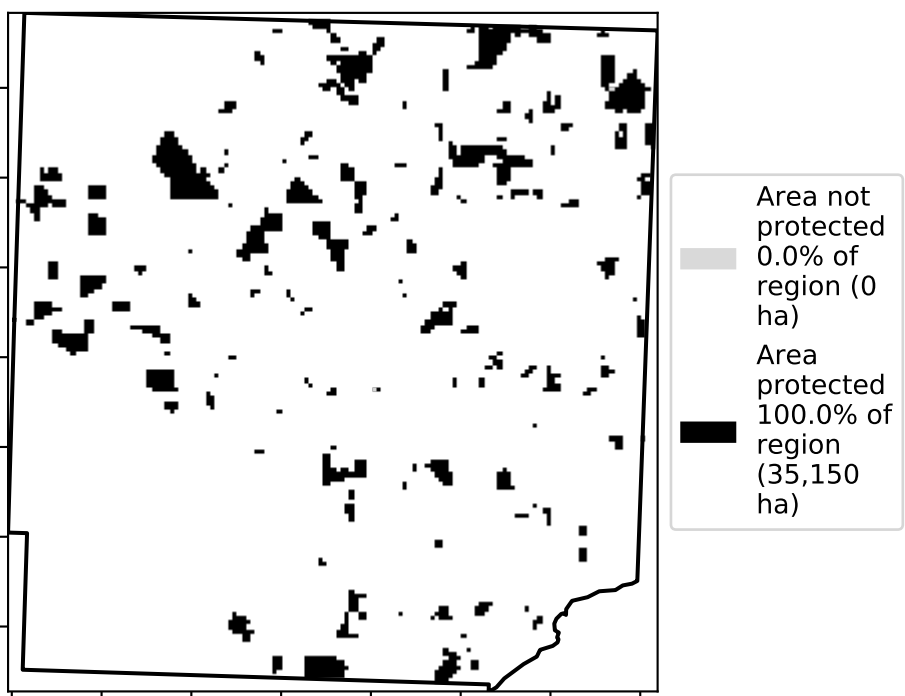 Area not
protected
0.0% of
region (0
ha)
Area
protected
100.0% of
region
(35,150
ha)